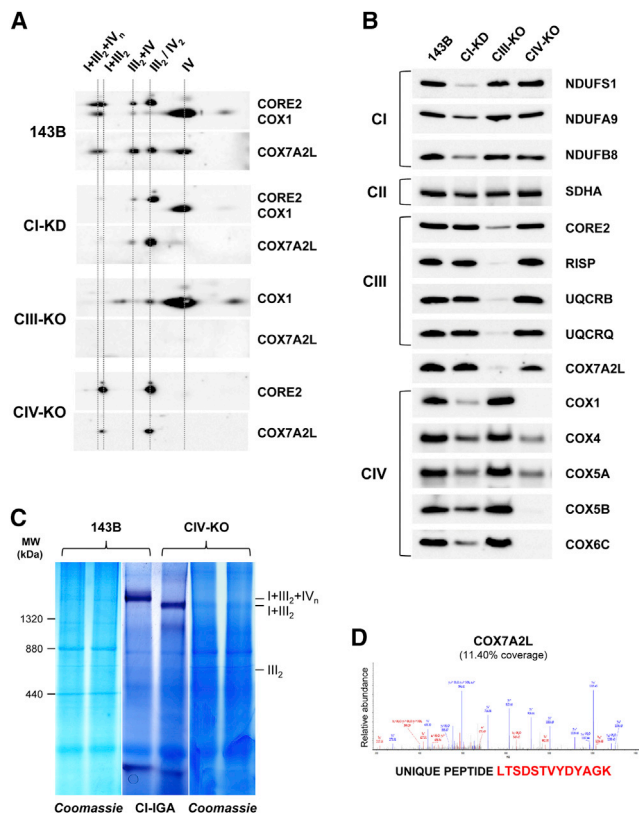 A
I+III₂+IVₙ
I+III₂
III₂+IV
III₂/IV₂
IV
143B
CORE2
COX1
COX7A2L
CI-KD
CORE2
COX1
COX7A2L
CIII-KO
COX1
COX7A2L
CIV-KO
CORE2
COX7A2L
B
143B
CI-KD
CIII-KO
CIV-KO
CI
NDUFS1
NDUFA9
NDUFB8
CII
SDHA
CIII
CORE2
RISP
UQCRB
UQCRQ
COX7A2L
CIV
COX1
COX4
COX5A
COX5B
COX6C
C
143B
CIV-KO
MW
(kDa)
I+III₂+IVₙ
I+III₂
1320
880
III₂
440
Coomassie
CI-IGA
Coomassie
D
COX7A2L
(11.40% coverage)
Relative abundance
UNIQUE PEPTIDE LTSDSTVYDYAGK